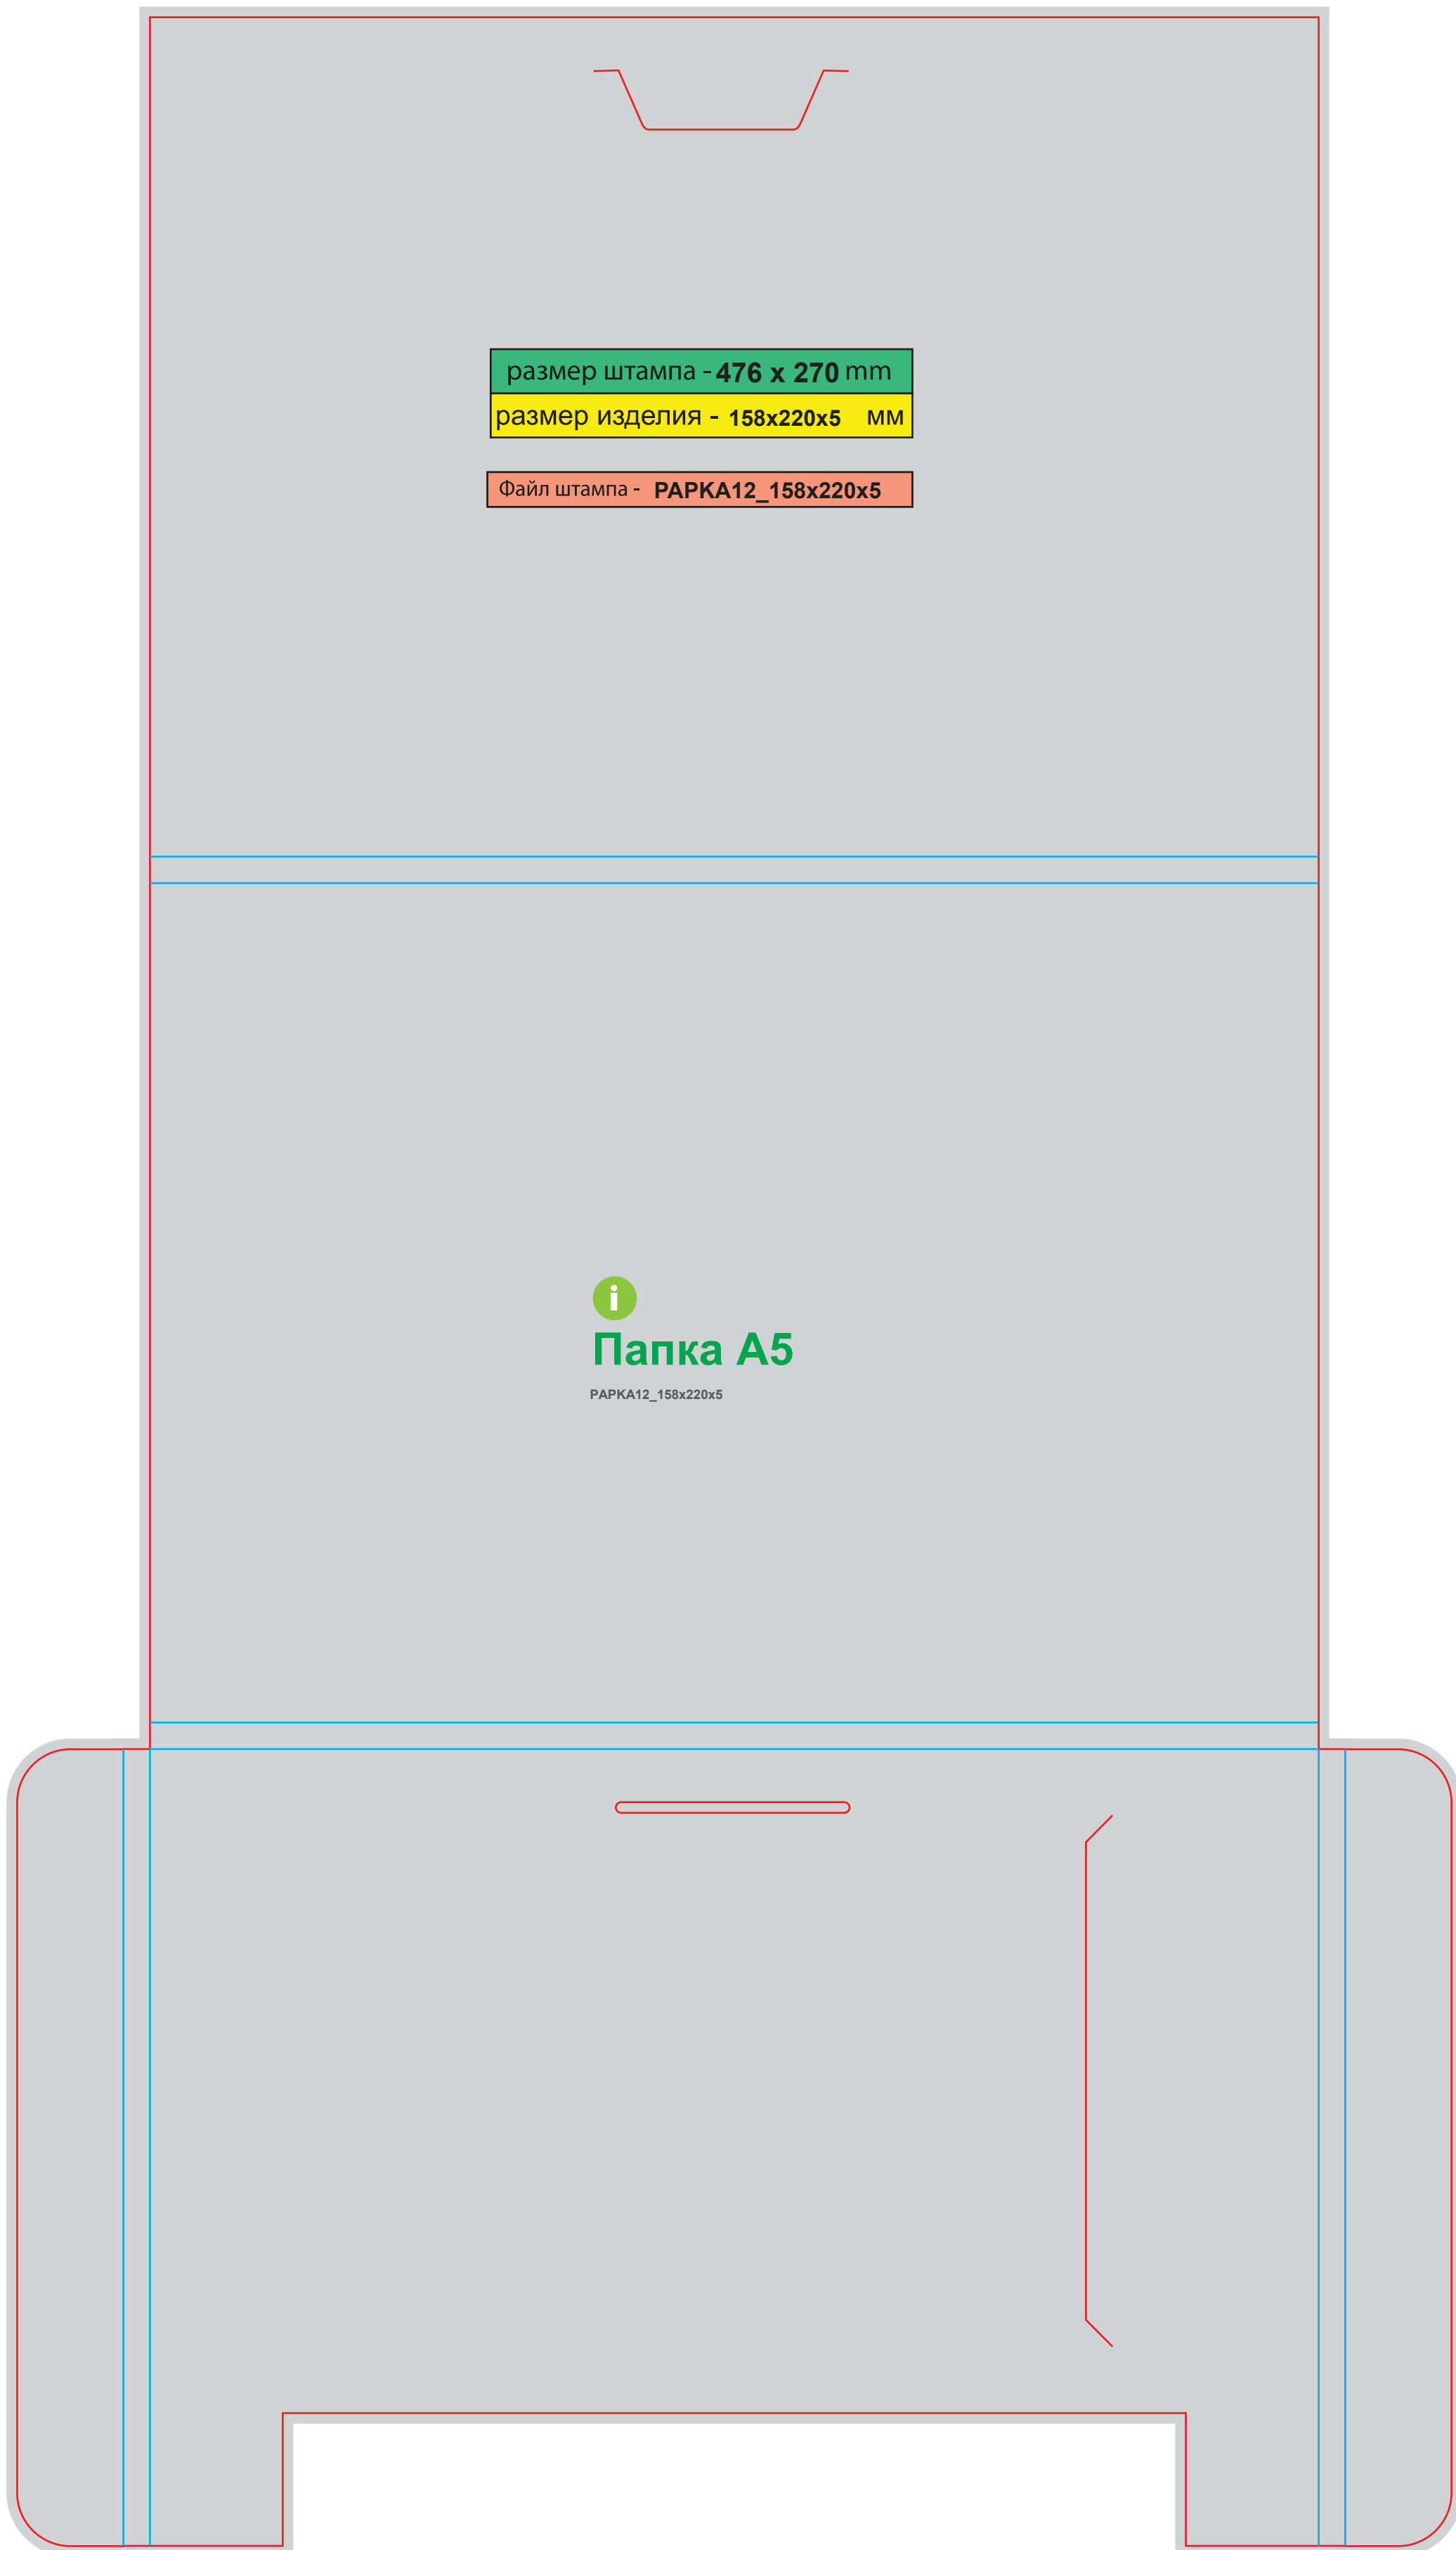 размер штампа - 476 x 270 mm
размер изделия - 158x220x5 мм
Файл штампа - PAPKA12_158x220x5
i
Папка А5
PAPKA12_158x220x5